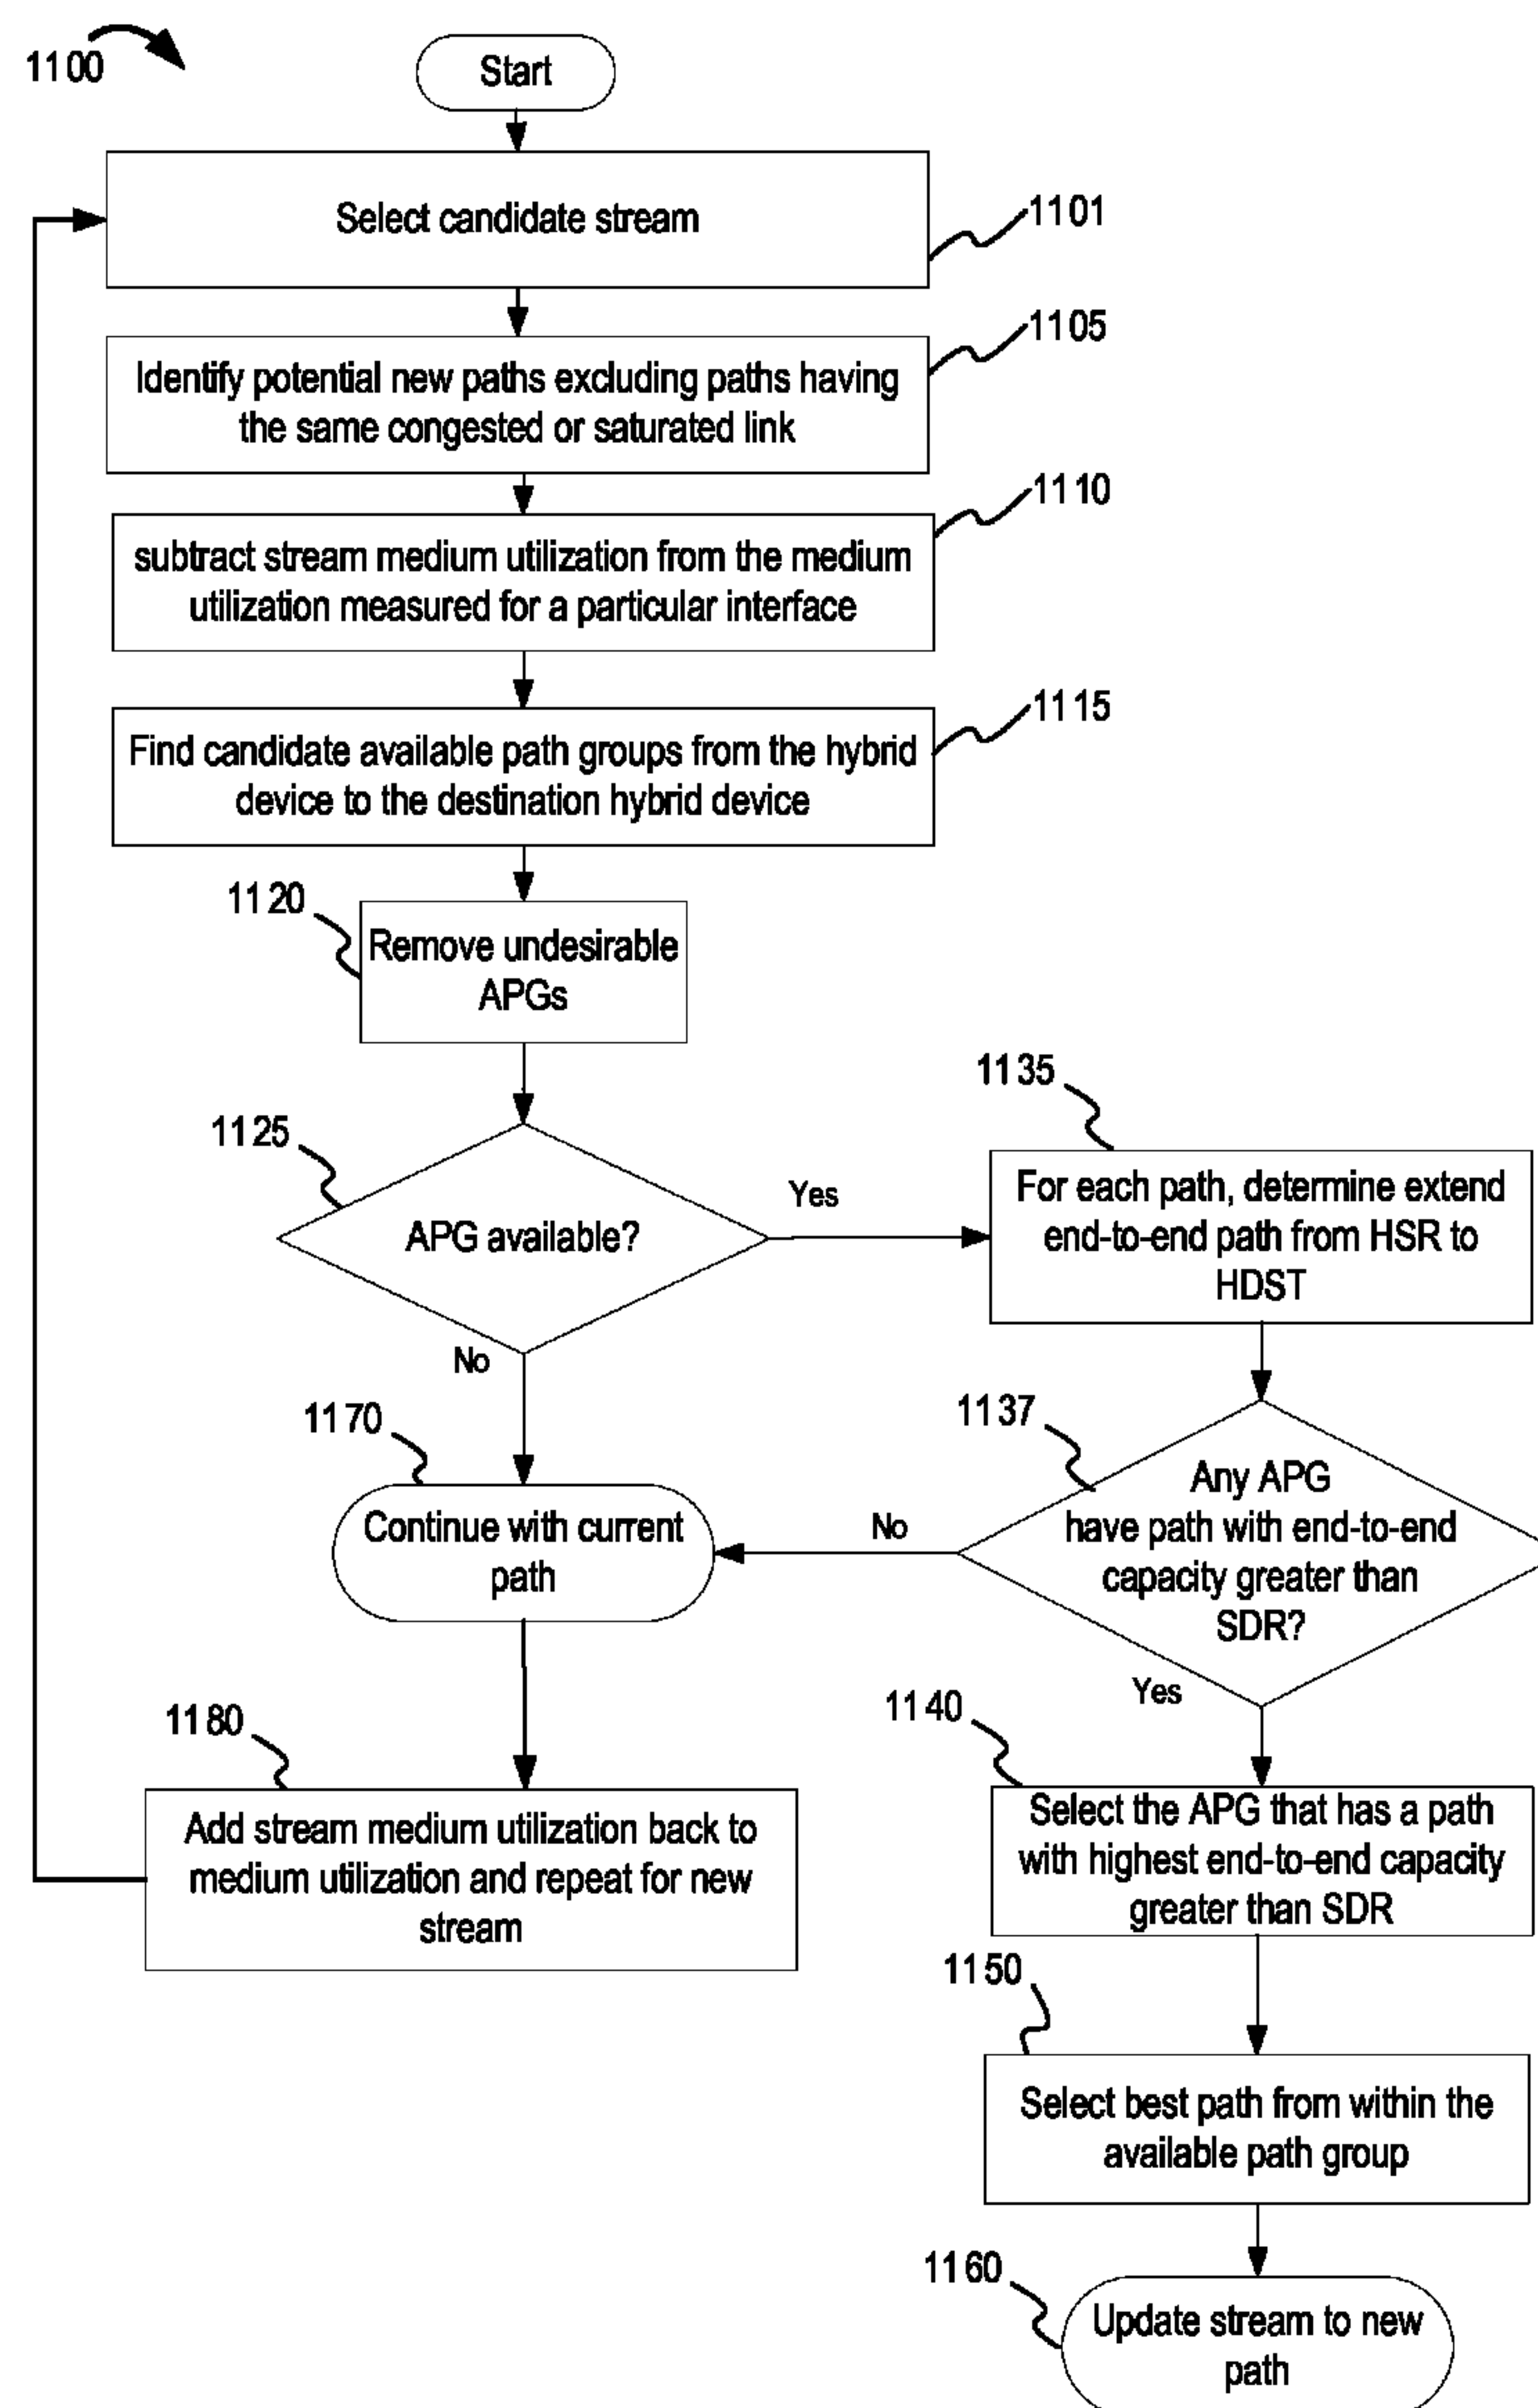 1100
Start
Select candidate stream
1101
1105
Identify potential new paths excluding paths having
the same congested or saturated link
1110
subtract stream medium utilization from the medium
utilization measured for a particular interface
1115
Find candidate available path groups from the hybrid
device to the destination hybrid device
1120
Remove undesirable
APGs
1125
APG available?
Yes
No
1135
For each path, determine extend
end-to-end path from HSR to
HDST
1137
Any APG
have path with end-to-end
capacity greater than
SDR?
No
Yes
1170
Continue with current
path
1180
Add stream medium utilization back to
medium utilization and repeat for new
stream
1140
Select the APG that has a path
with highest end-to-end capacity
greater than SDR
1150
Select best path from within the
available path group
1160
Update stream to new
path